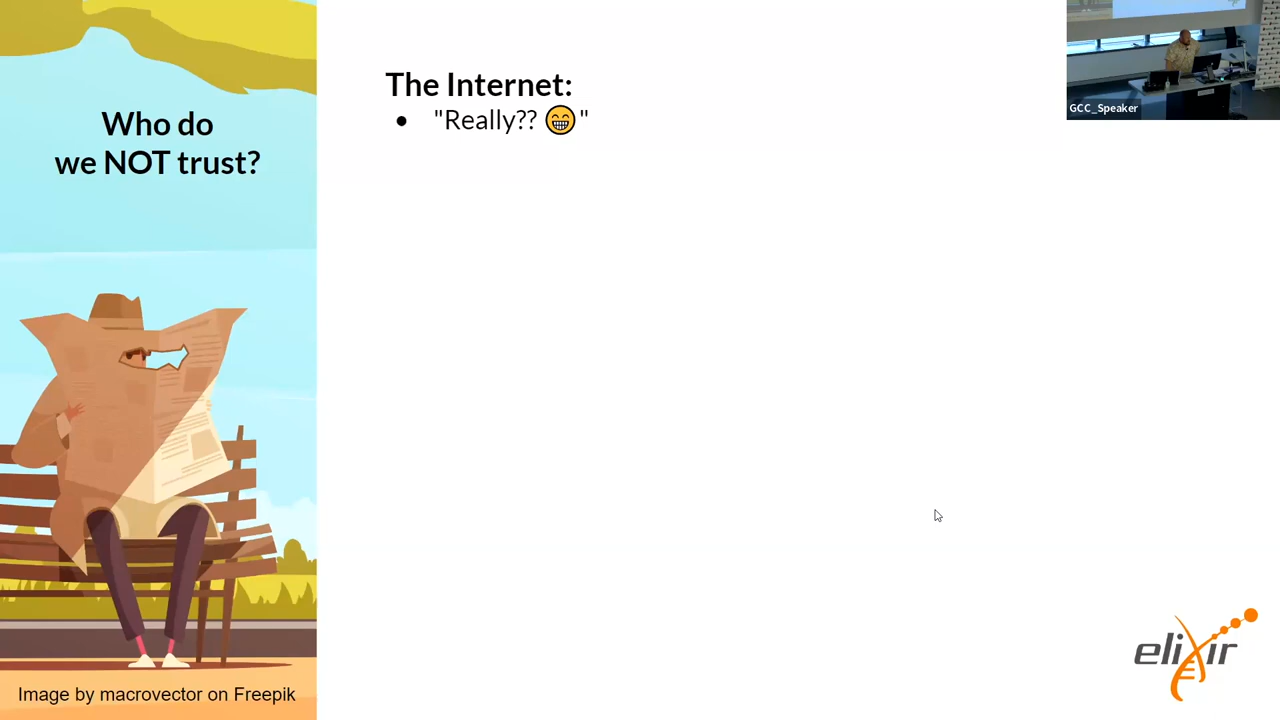 Who do
we NOT trust?
The Internet:
● "Really?? 😁"
GCC_Speaker
Image by macrovector on Freepik
elixir